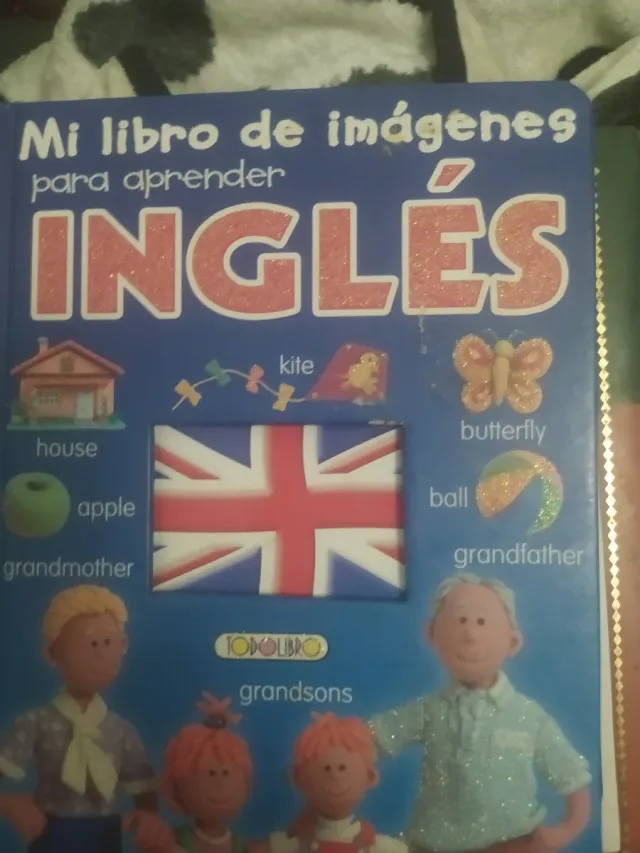 Mi libro de imágenes
para aprender
INGLÉS
kite
house
butterfly
apple
ball
grandmother
grandfather
TODOLIBRO
grandsons